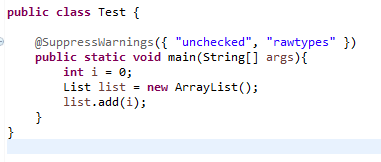 public class Test {
@SuppressWarnings({ "unchecked", "rawtypes" })
public static void main(String[] args){
int i = 0;
List list = new ArrayList();
list.add(i);
}
}